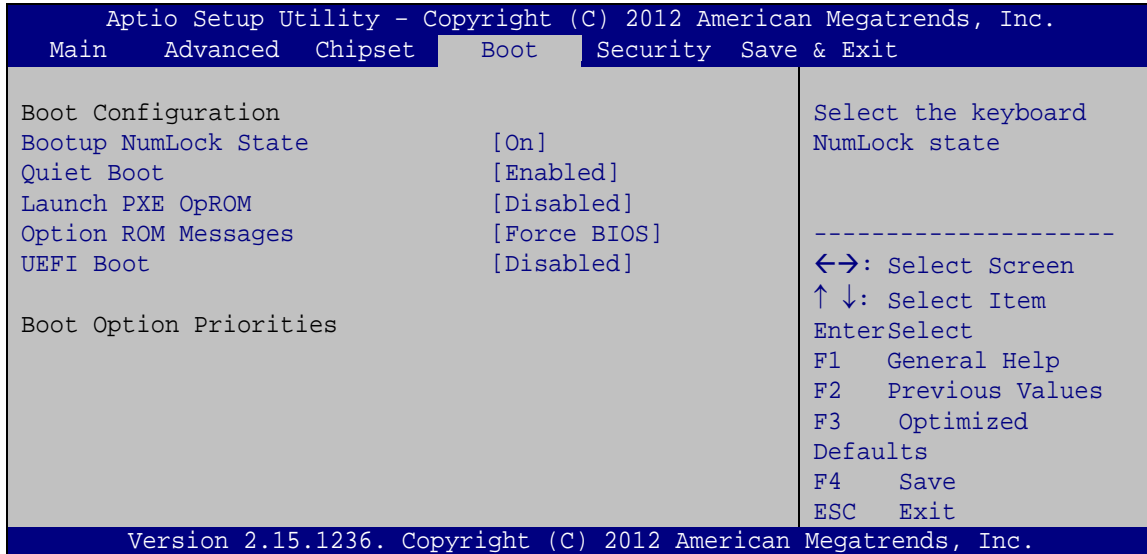 Aptio Setup Utility – Copyright (C) 2012 American Megatrends, Inc.
Main Advanced Chipset Boot Security Save & Exit
Boot Configuration
Bootup NumLock State [On]
Quiet Boot [Enabled]
Launch PXE OpROM [Disabled]
Option ROM Messages [Force BIOS]
UEFI Boot [Disabled]
Boot Option Priorities
Select the keyboard
NumLock state
---------------------
←→: Select Screen
↑ ↓: Select Item
EnterSelect
F1 General Help
F2 Previous Values
F3 Optimized
Defaults
F4 Save
ESC Exit
Version 2.15.1236. Copyright (C) 2012 American Megatrends, Inc.